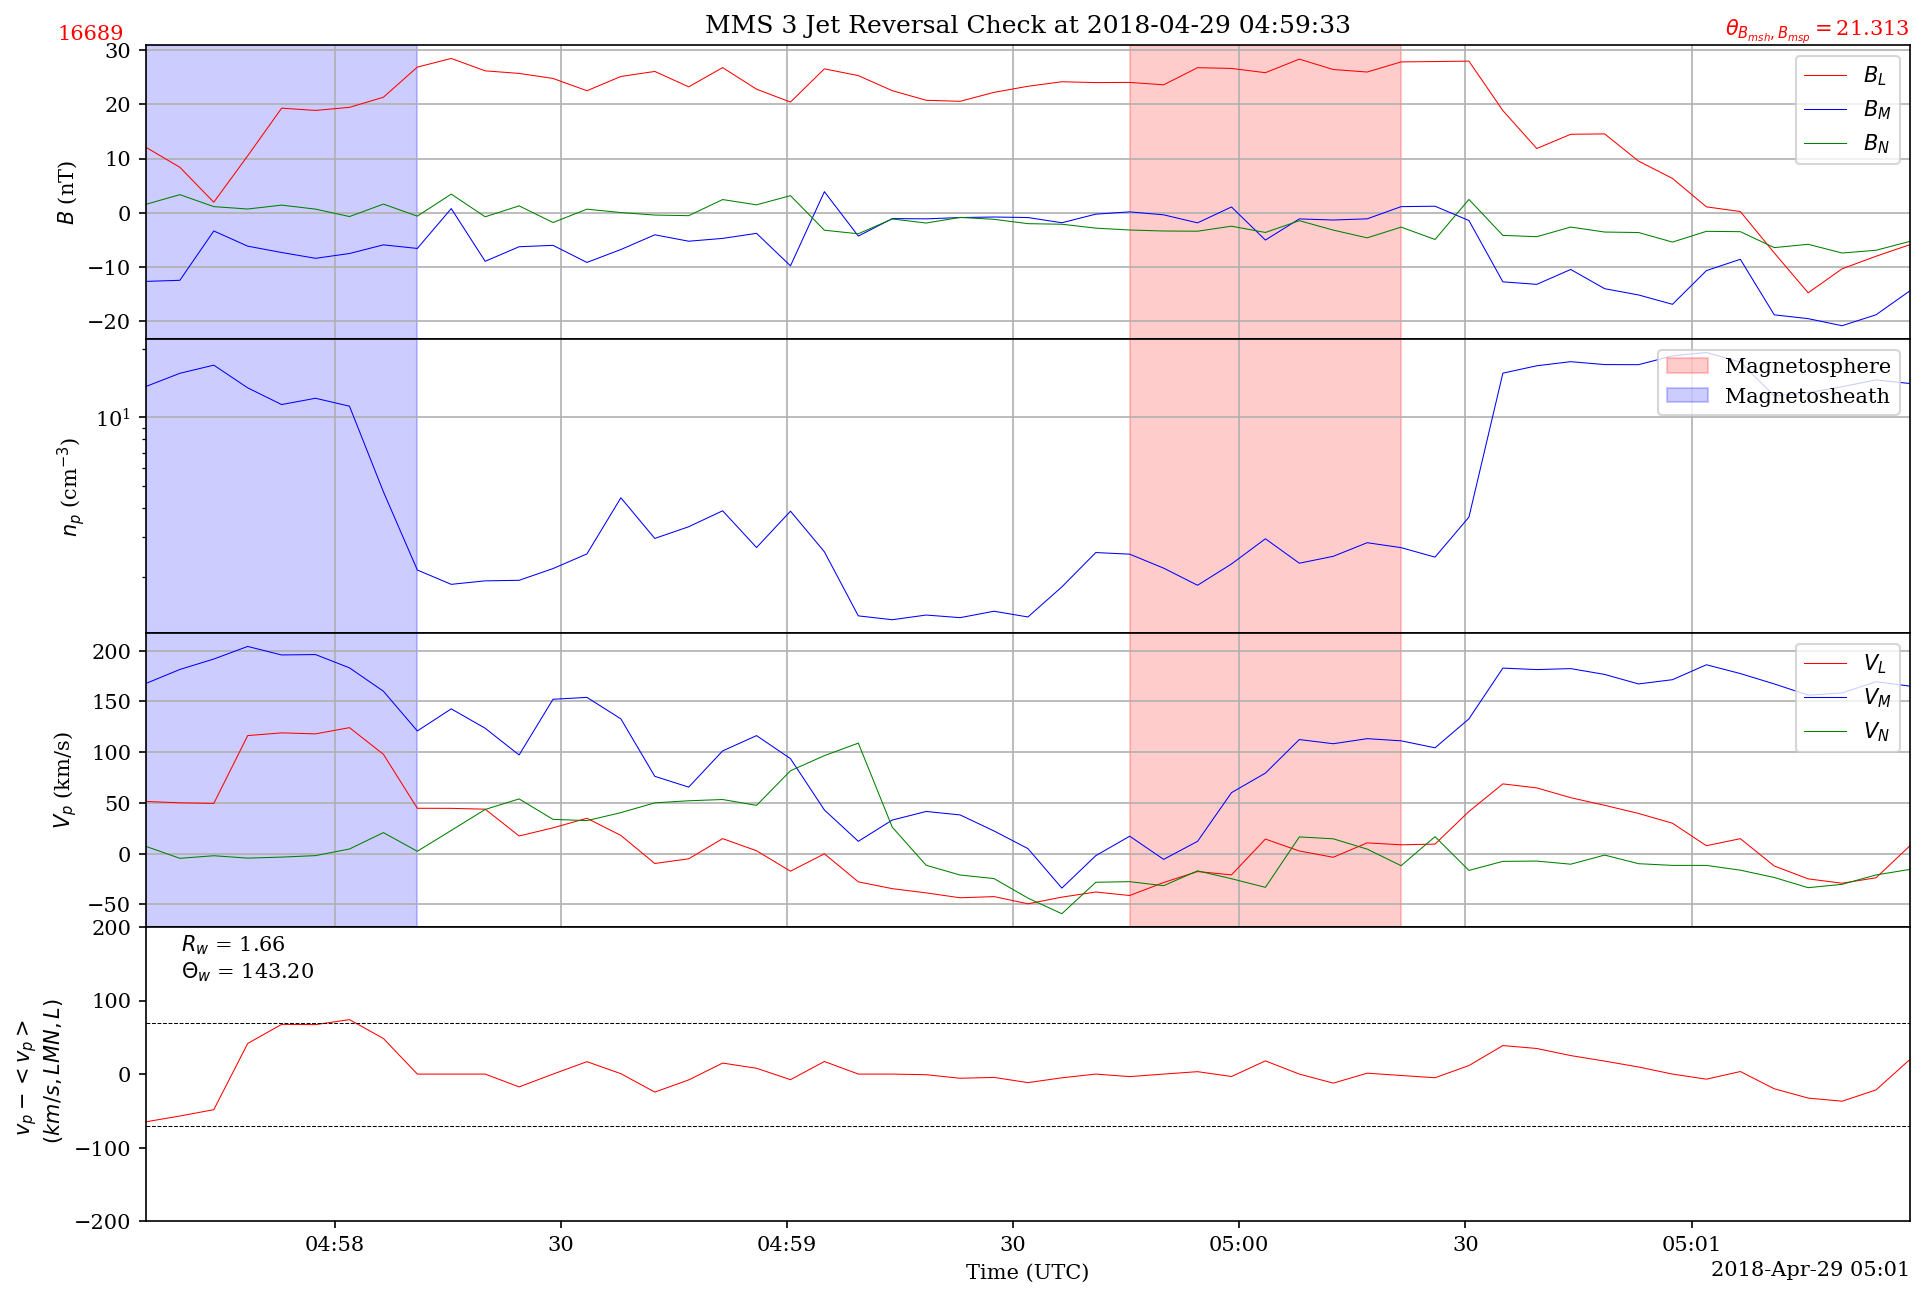 16689
MMS 3 Jet Reversal Check at 2018-04-29 04:59:33
θ_{B_{msh}, B_{msp}} = 21.313
30
20
10
0
−10
−20
B (nT)
B_L
B_M
B_N
10^1
n_p (cm^{−3})
Magnetosphere
Magnetosheath
200
150
100
50
0
−50
V_p (km/s)
V_L
V_M
V_N
200
100
0
−100
−200
v_p − < v_p >
(km/s, LMN, L)
R_w = 1.66
Θ_w = 143.20
04:58
30
04:59
30
05:00
30
05:01
Time (UTC)
2018-Apr-29 05:01